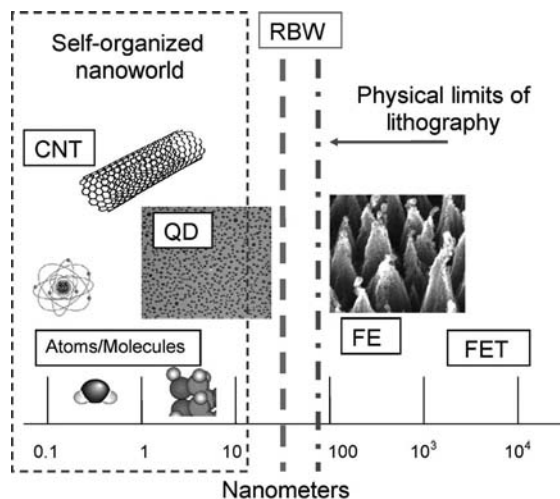 Self-organized
nanoworld
RBW
Physical limits of
lithography
CNT
QD
Atoms/Molecules
FE
FET
0.1 1 10 100 10³ 10⁴
Nanometers